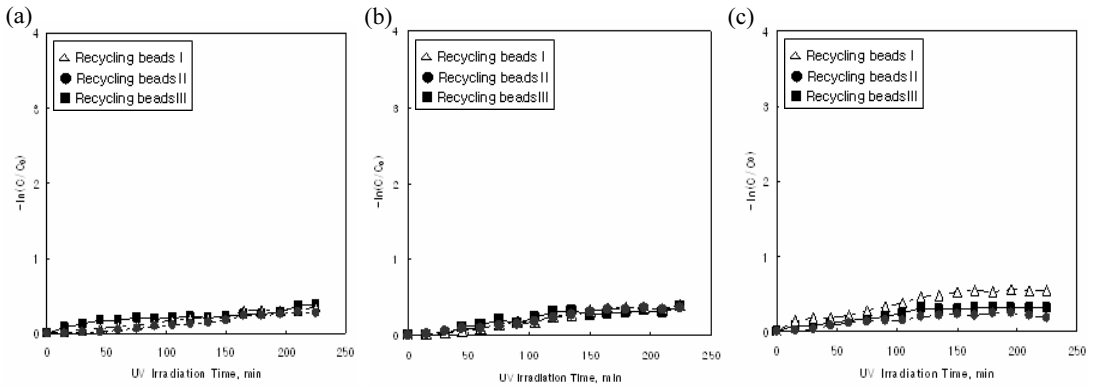 (a)
4
3
2
1
0
-ln(C/C0)
Recycling beads I
Recycling beads II
Recycling beads III
0 50 100 150 200 250
UV Irradiation Time, min
(b)
4
3
2
1
0
-ln(C/C0)
Recycling beads I
Recycling beads II
Recycling beads III
0 50 100 150 200 250
UV Irradiation Time, min
(c)
4
3
2
1
0
-ln(C/C0)
Recycling beads I
Recycling beads II
Recycling beads III
0 50 100 150 200 250
UV Irradiation Time, min